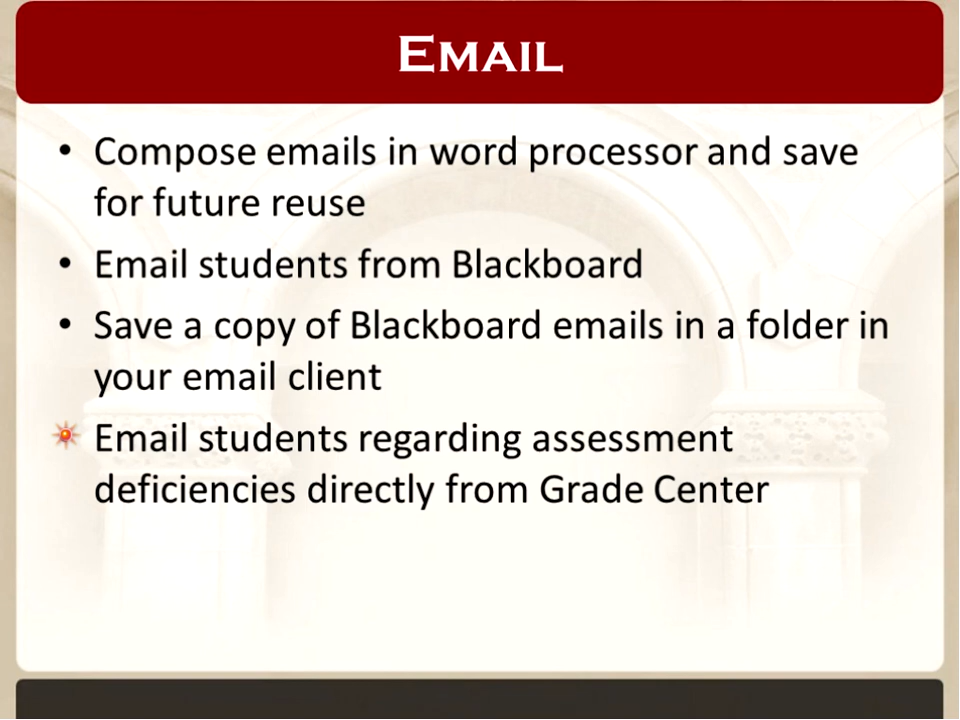 Email
• Compose emails in word processor and save
for future reuse
• Email students from Blackboard
• Save a copy of Blackboard emails in a folder in
your email client
Email students regarding assessment
deficiencies directly from Grade Center